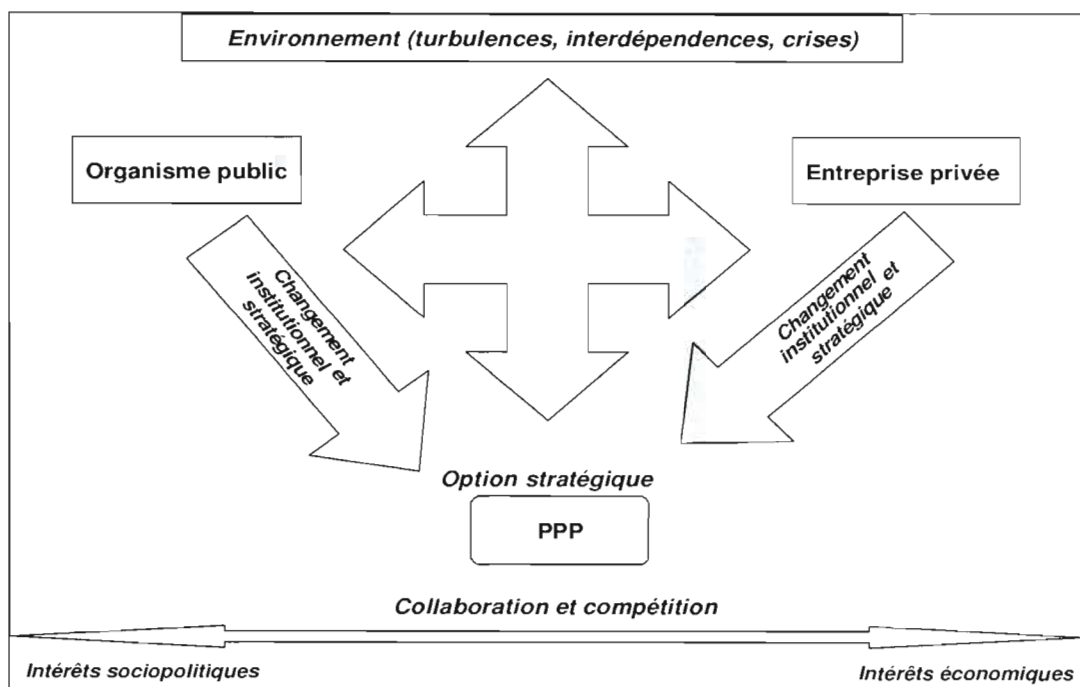 Environnement (turbulences, interdépendences, crises)
Organisme public
Entreprise privée
Changement
institutionnel et
stratégique
Changement
institutionnel et
stratégique
Option stratégique
PPP
Collaboration et compétition
Intérêts sociopolitiques
Intérêts économiques